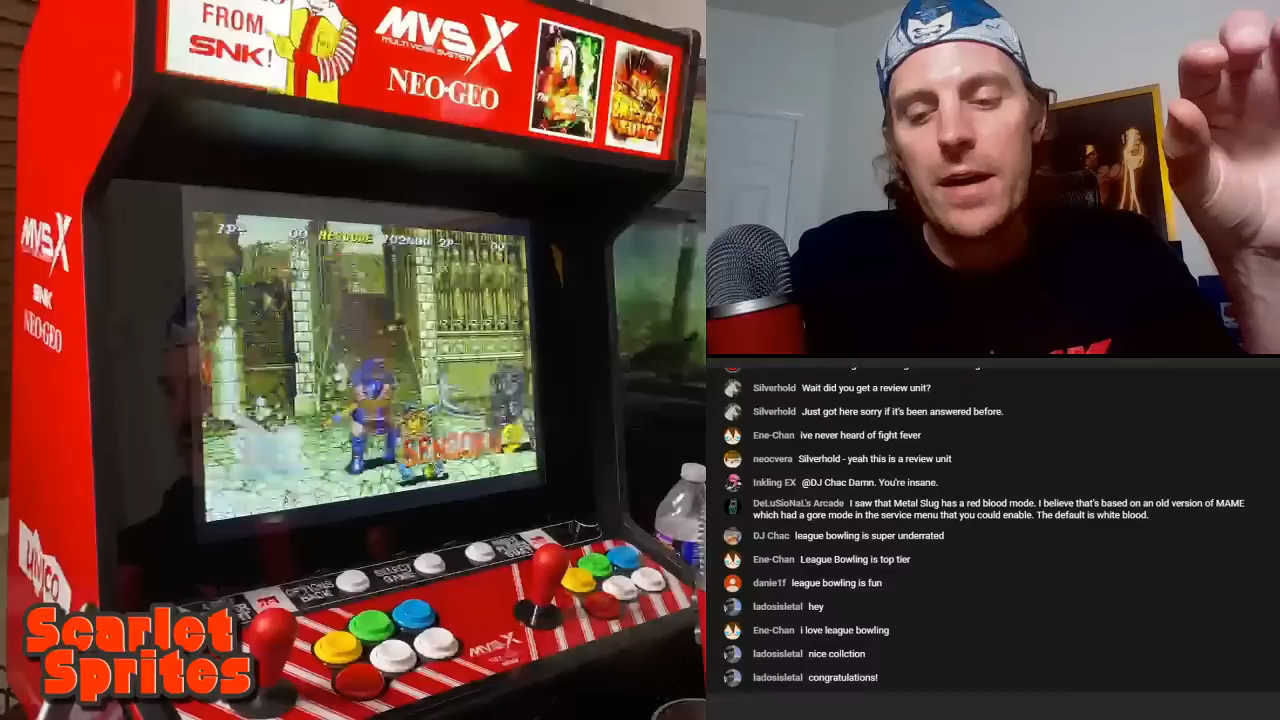 FROM
SNK!
MVSX
MULTI VIDEO SYSTEM
NEO•GEO
MVSX
SNK
NEO•GEO
UNICO
OPTIONS
BACK
SELECT
GAME
MVSX
SENGOKU
Scarlet
Sprites
Silverhold Wait did you get a review unit?
Silverhold Just got here sorry if it's been answered before.
Ene-Chan ive never heard of fight fever
neocvera Silverhold - yeah this is a review unit
Inkling EX @DJ Chac Damn. You're insane.
DeLuSioNaL's Arcade I saw that Metal Slug has a red blood mode. I believe that's based on an old version of MAME
which had a gore mode in the service menu that you could enable. The default is white blood.
DJ Chac league bowling is super underrated
Ene-Chan League Bowling is top tier
danie1f league bowling is fun
ladosisletal hey
Ene-Chan i love league bowling
ladosisletal nice collction
ladosisletal congratulations!